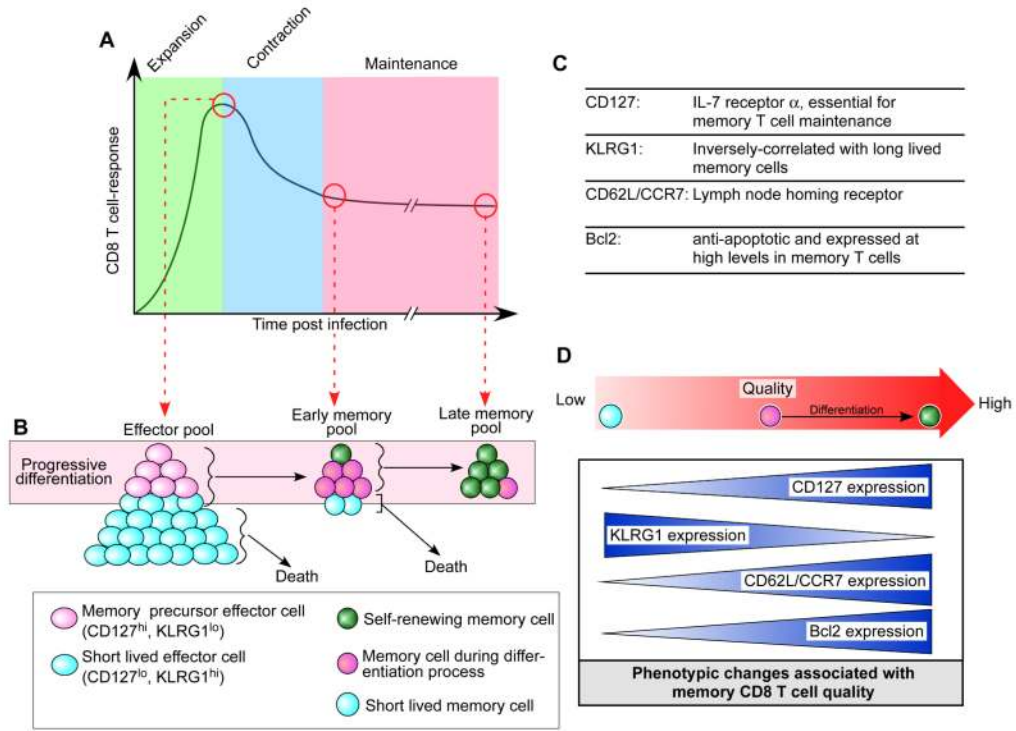 A
Expansion
Contraction
Maintenance
CD8 T cell-response
Time post infection
B
Effector pool
Early memory
pool
Late memory
pool
Progressive
differentiation
Death
Death
Memory precursor effector cell
(CD127hi, KLRG1lo)
Short lived effector cell
(CD127lo, KLRG1hi)
Self-renewing memory cell
Memory cell during differ-
entiation process
Short lived memory cell
C
CD127: IL-7 receptor α, essential for
memory T cell maintenance
KLRG1: Inversely-correlated with long lived
memory cells
CD62L/CCR7: Lymph node homing receptor
Bcl2: anti-apoptotic and expressed at
high levels in memory T cells
D
Quality
Low
Differentiation
High
CD127 expression
KLRG1 expression
CD62L/CCR7 expression
Bcl2 expression
Phenotypic changes associated with
memory CD8 T cell quality